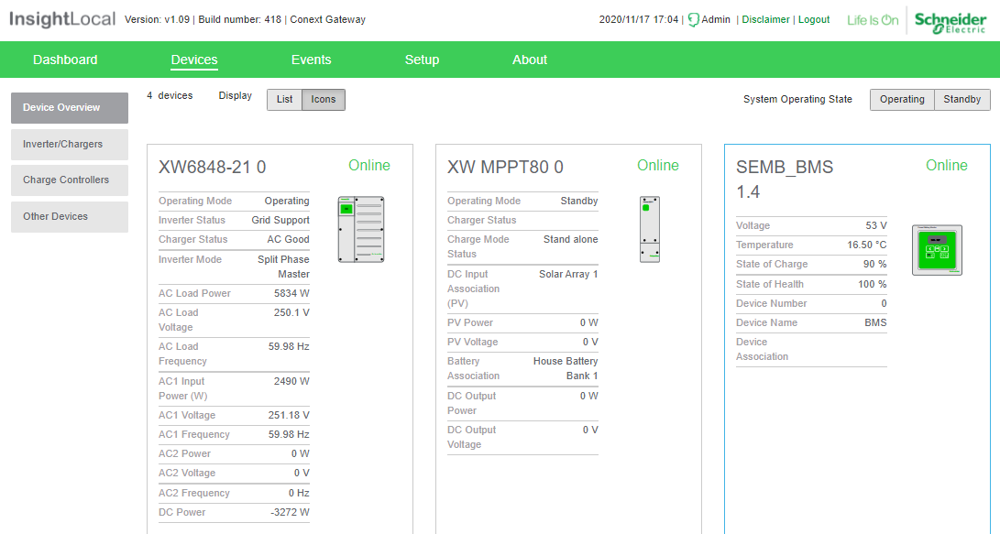 InsightLocal Version: v1.09 | Build number: 418 | Conext Gateway 2020/11/17 17:04 | Admin | Disclaimer | Logout Life Is On Schneider Electric
Dashboard Devices Events Setup About
4 devices Display List Icons System Operating State Operating Standby
Device Overview
Inverter/Chargers
Charge Controllers
Other Devices
XW6848-21 0 Online
Operating Mode Operating
Inverter Status Grid Support
Charger Status AC Good
Inverter Mode Split Phase
Master
AC Load Power 5834 W
AC Load 250.1 V
Voltage
AC Load 59.98 Hz
Frequency
AC1 Input 2490 W
Power (W)
AC1 Voltage 251.18 V
AC1 Frequency 59.98 Hz
AC2 Power 0 W
AC2 Voltage 0 V
AC2 Frequency 0 Hz
DC Power -3272 W
XW MPPT80 0 Online
Operating Mode Standby
Charger Status
Charge Mode Stand alone
Status
DC Input Solar Array 1
Association
(PV)
PV Power 0 W
PV Voltage 0 V
Battery House Battery
Association Bank 1
DC Output 0 W
Power
DC Output 0 V
Voltage
SEMB_BMS Online
1.4
Voltage 53 V
Temperature 16.50 °C
State of Charge 90 %
State of Health 100 %
Device Number 0
Device Name BMS
Device
Association